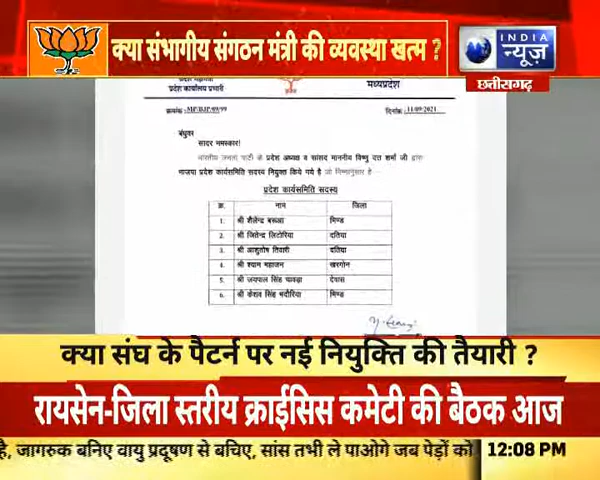 क्या संभागीय संगठन मंत्री की व्यवस्था खत्म ?
INDIA
न्यूज़
छत्तीसगढ़
प्रदेश कार्यालय प्रभारी
मध्यप्रदेश
क्रमांक:-MP/BJP/89/99
दिनांक:-11/09/2021
बंधुवर
सादर नमस्कार!
भारतीय जनता पार्टी के प्रदेश अध्यक्ष व सांसद माननीय विष्णु दत्त शर्मा जी द्वारा
भाजपा प्रदेश कार्यसमिति सदस्य नियुक्त किये गये है जो निम्नानुसार है -
प्रदेश कार्यसमिति सदस्य
क्र. नाम जिला
1. श्री शैलेन्द्र बरूआ भिण्ड
2. श्री जितेन्द्र लिटोरिया दतिया
3. श्री आशुतोष तिवारी दतिया
4. श्री श्याम महाजन खरगोन
5. श्री जयपाल सिंह चावड़ा देवास
6. श्री केशव सिंह भदौरिया भिण्ड
क्या संघ के पैटर्न पर नई नियुक्ति की तैयारी ?
रायसेन-जिला स्तरीय क्राईसिस कमेटी की बैठक आज
है, जागरुक बनिए वायु प्रदूषण से बचिए, सांस तभी ले पाओगे जब पेड़ों को
12:08 PM